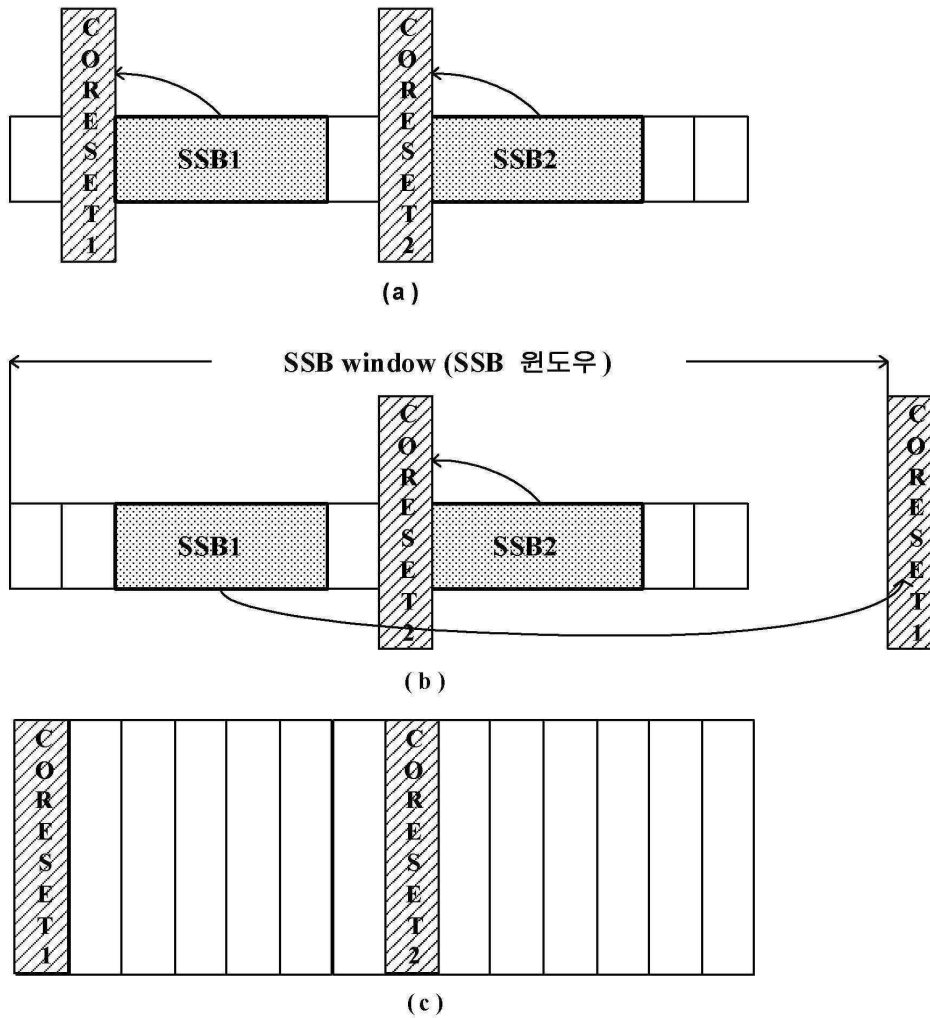 CORESET1
CORESET2
SSB1
SSB2
(a)
SSB window (SSB 윈도우)
CORESET2
CORESET1
SSB1
SSB2
(b)
CORESET1
CORESET2
(c)